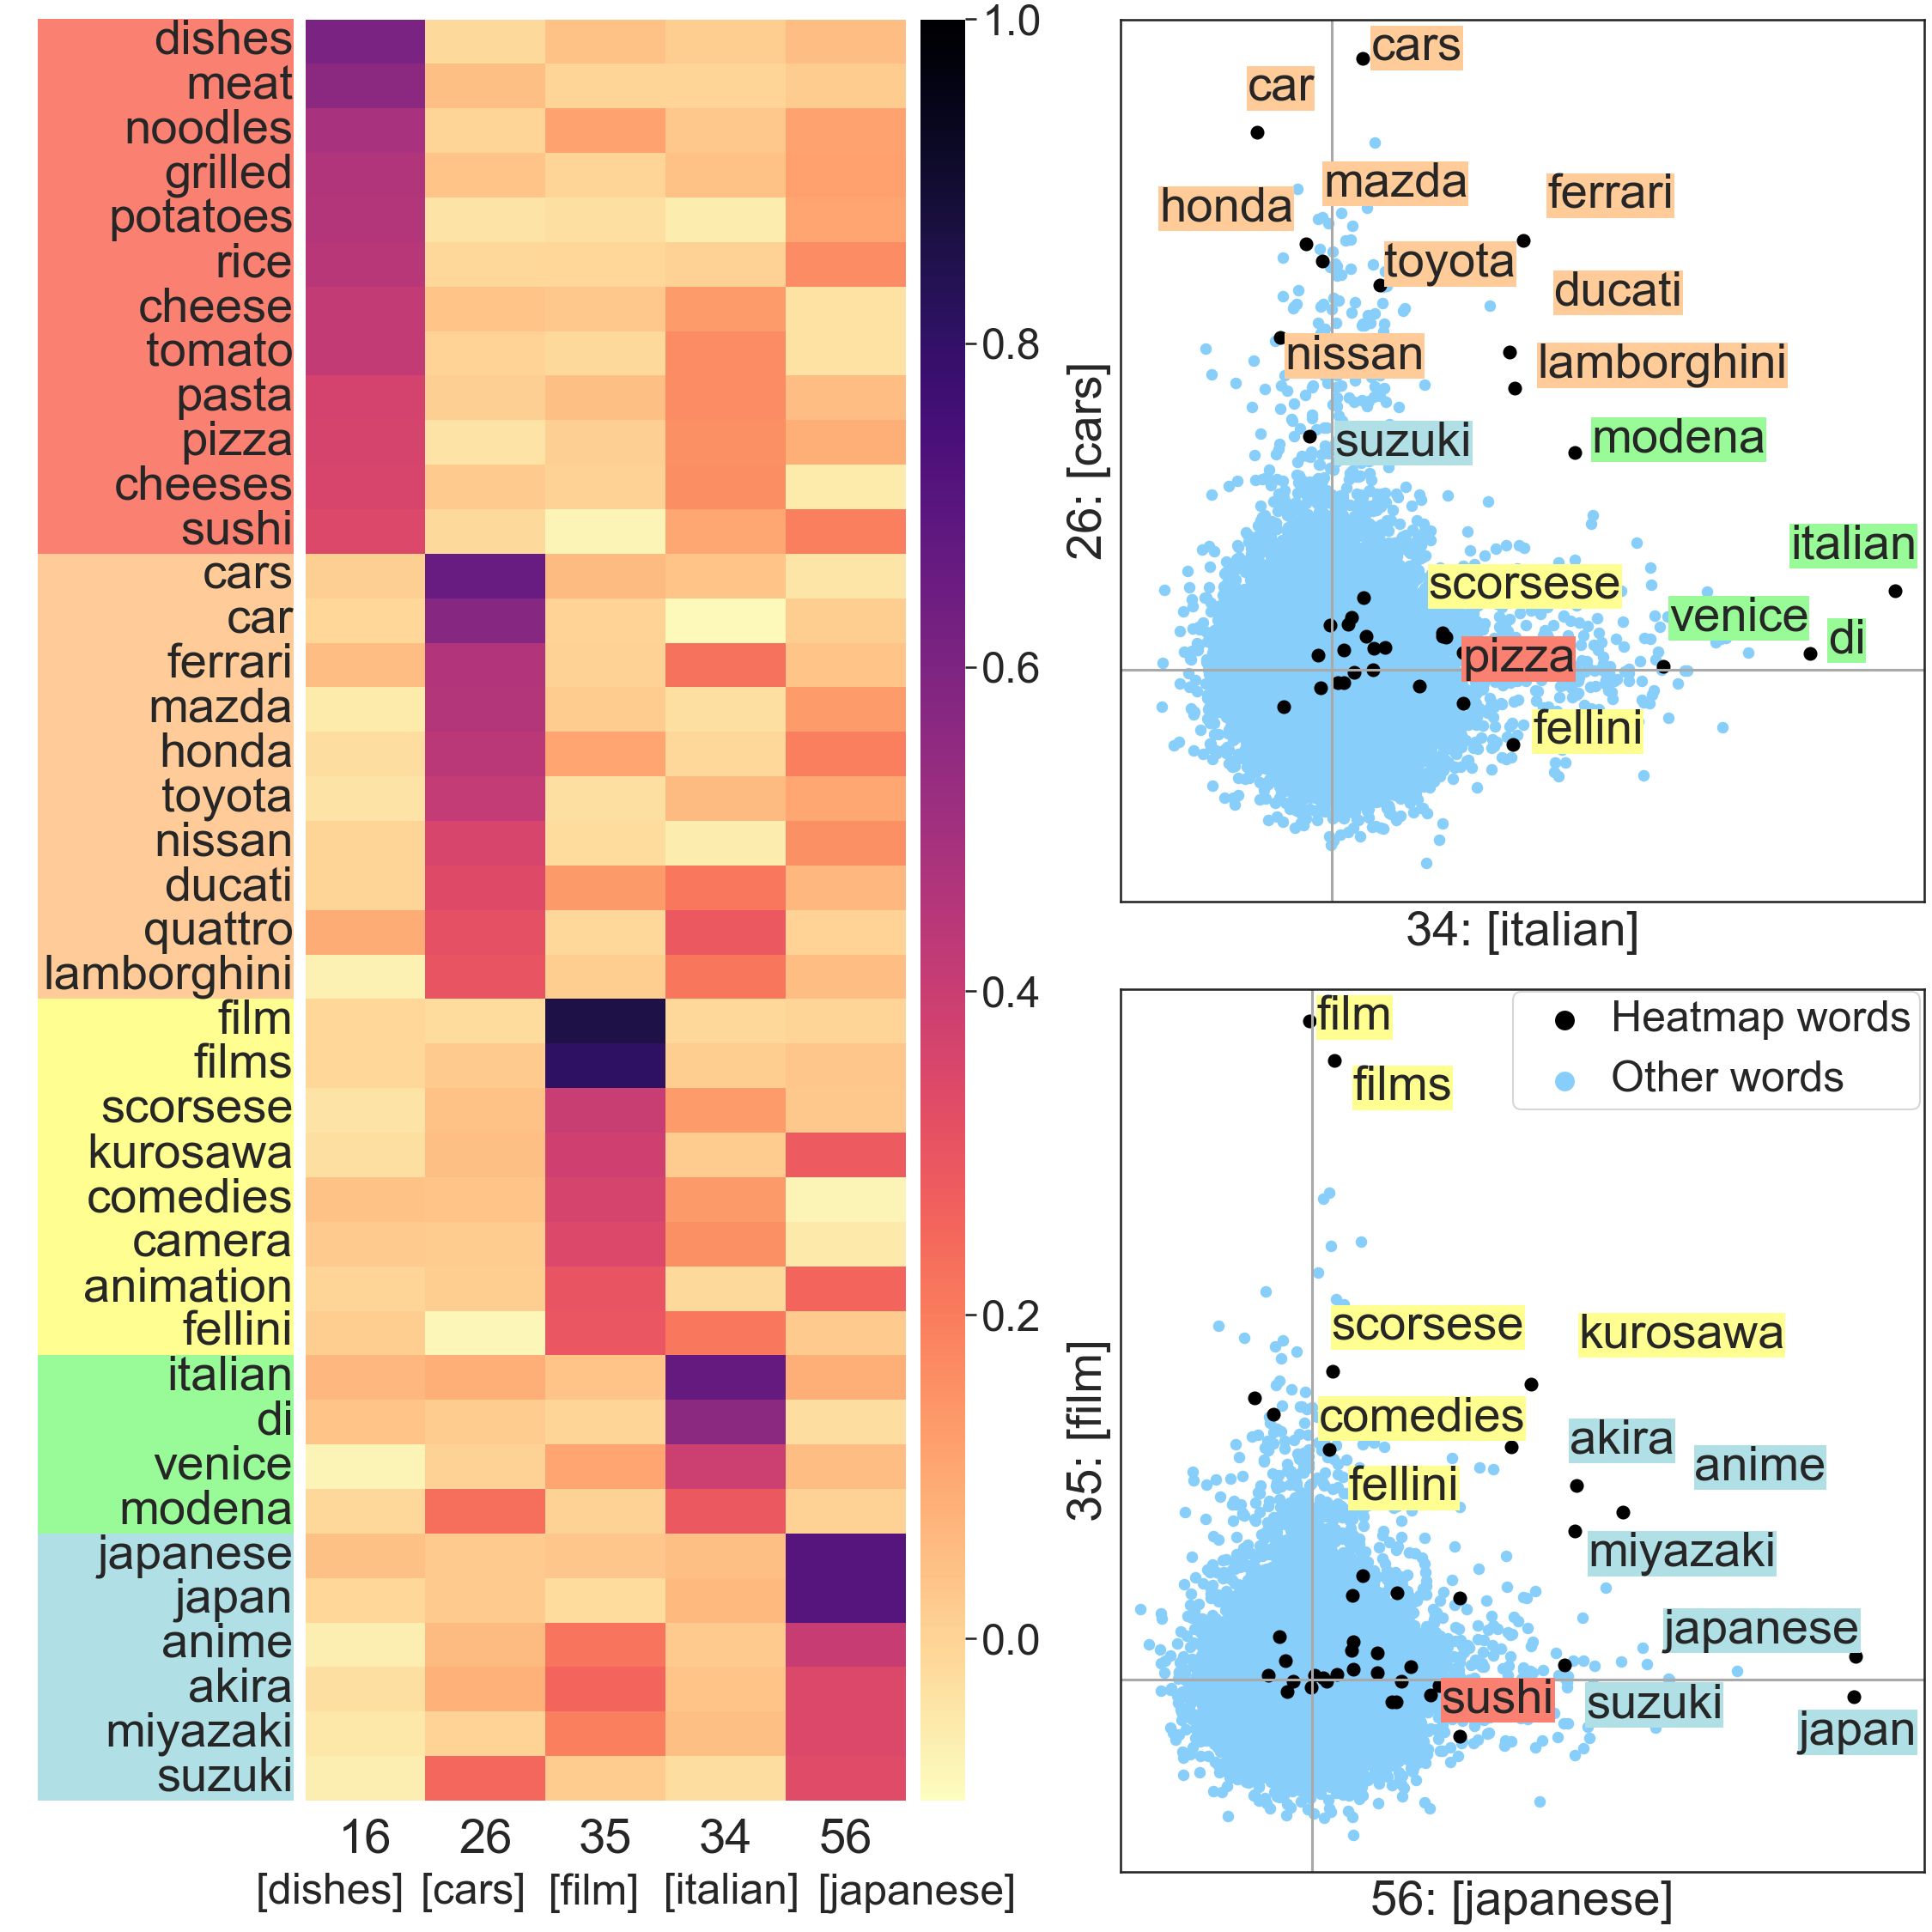 dishes
meat
noodles
grilled
potatoes
rice
cheese
tomato
pasta
pizza
cheeses
sushi
cars
car
ferrari
mazda
honda
toyota
nissan
ducati
quattro
lamborghini
film
films
scorsese
kurosawa
comedies
camera
animation
fellini
italian
di
venice
modena
japanese
japan
anime
akira
miyazaki
suzuki
16 26 35 34 56
[dishes] [cars] [film] [italian] [japanese]
1.0
0.8
0.6
0.4
0.2
0.0
26: [cars]
cars
car
mazda
ferrari
honda
toyota
ducati
nissan
lamborghini
suzuki
modena
italian
scorsese
venice
di
pizza
fellini
34: [italian]
35: [film]
film
Heatmap words
films
Other words
scorsese
kurosawa
comedies
akira
anime
fellini
miyazaki
japanese
sushi
suzuki
japan
56: [japanese]